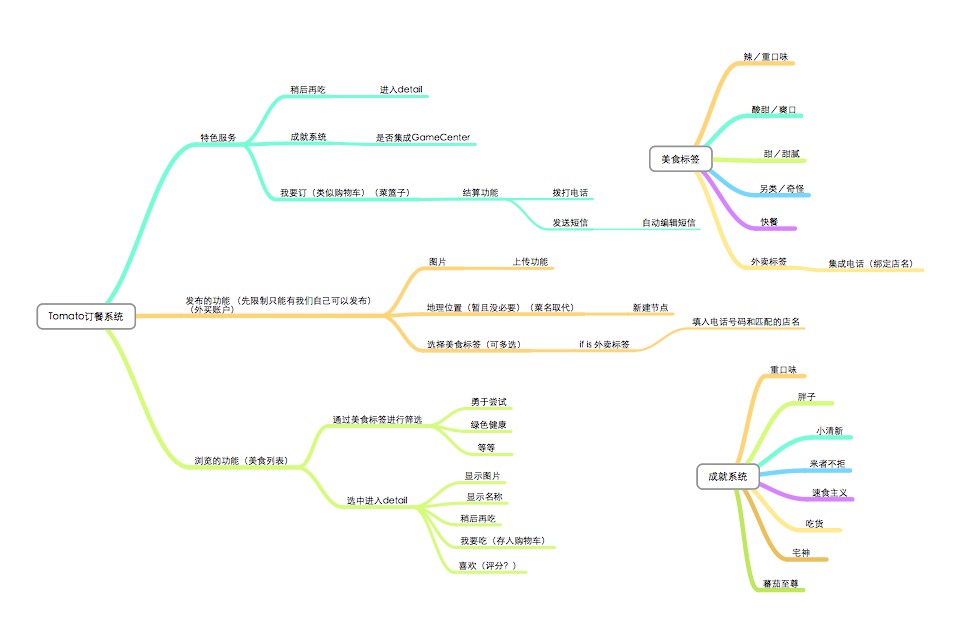 Tomato订餐系统
特色服务
稍后再吃
进入detail
成就系统
是否集成GameCenter
我要订（类似购物车）（菜篮子）
结算功能
拨打电话
发送短信
自动编辑短信
发布的功能 （先限制只能有我们自己可以发布）
（外买账户）
图片
上传功能
地理位置（暂且没必要）（菜名取代）
新建节点
选择美食标签（可多选）
if is 外卖标签
填入电话号码和匹配的店名
浏览的功能（美食列表）
通过美食标签进行筛选
勇于尝试
绿色健康
等等
选中进入detail
显示图片
显示名称
稍后再吃
我要吃（存入购物车）
喜欢（评分？）
美食标签
辣／重口味
酸甜／爽口
甜／甜腻
另类／奇怪
快餐
外卖标签
集成电话（绑定店名）
成就系统
重口味
胖子
小清新
来者不拒
速食主义
吃货
宅神
蕃茄至尊